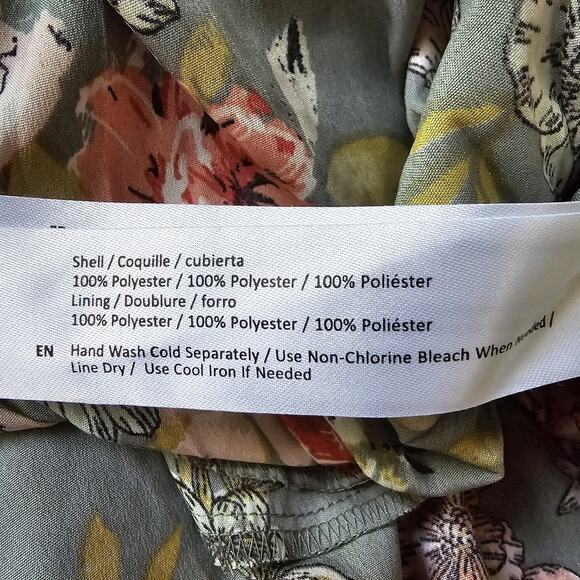 Shell / Coquille / cubierta
100% Polyester / 100% Polyester / 100% Poliéster
Lining / Doublure / forro
100% Polyester / 100% Polyester / 100% Poliéster
EN Hand Wash Cold Separately / Use Non-Chlorine Bleach When Needed /
Line Dry / Use Cool Iron If Needed